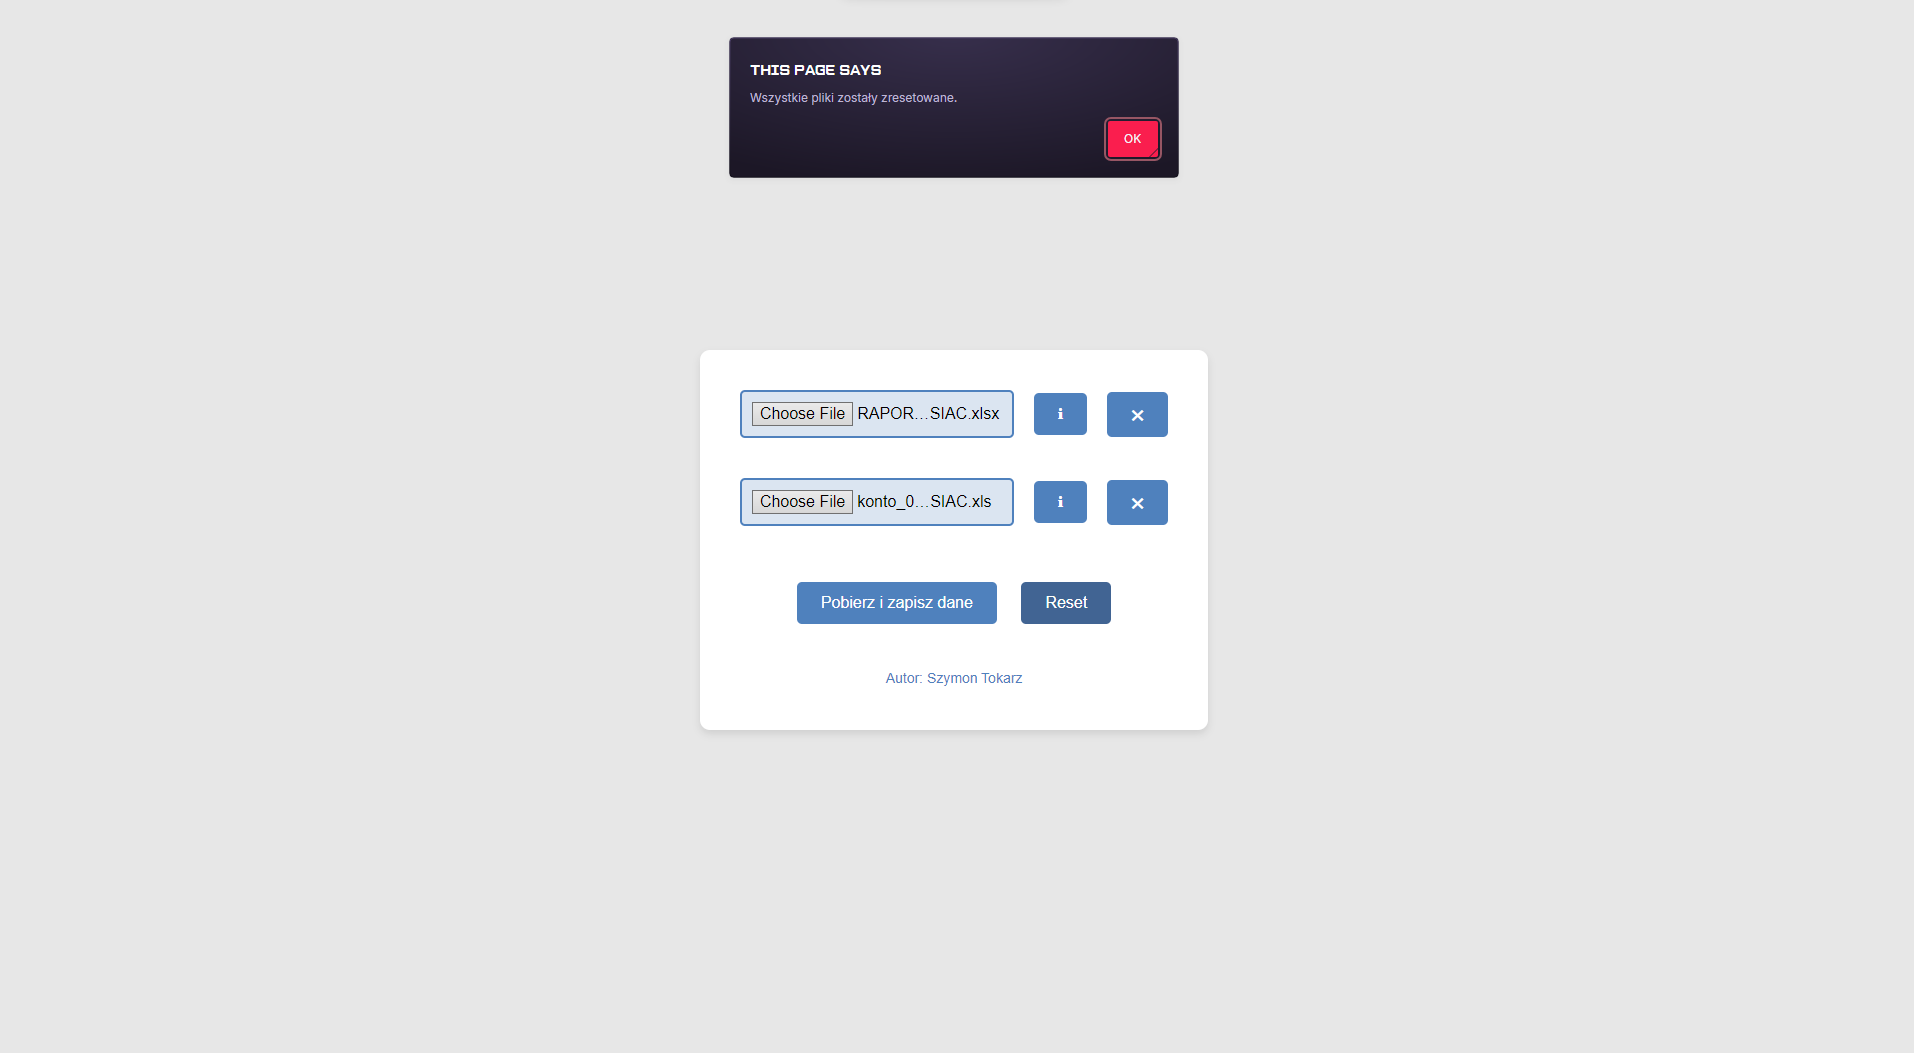 THIS PAGE SAYS
Wszystkie pliki zostały zresetowane.
OK
Choose File RAPOR...SIAC.xlsx
Choose File konto_0...SIAC.xls
Pobierz i zapisz dane Reset
Autor: Szymon Tokarz